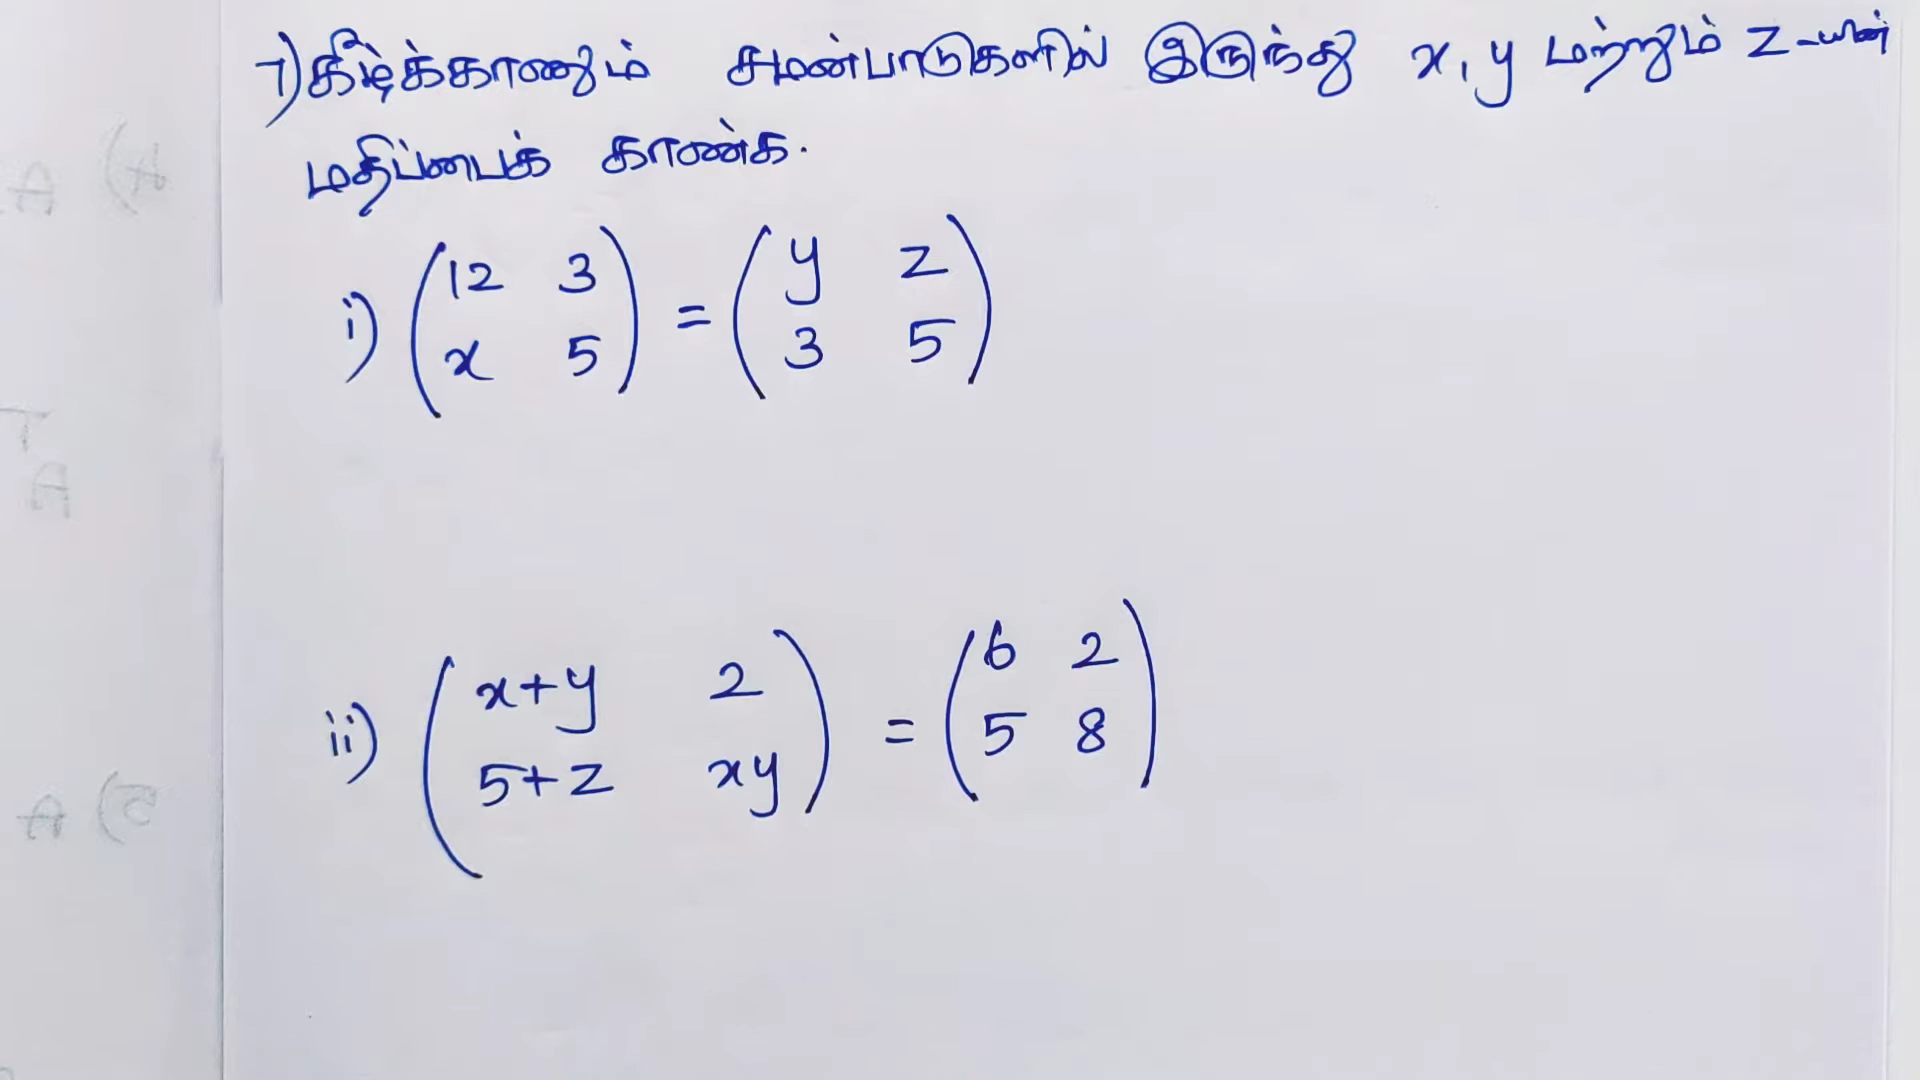 7) கீழ்க்காணும் சமன்பாடுகளில் இருந்து x, y மற்றும் z-யின்
மதிப்பைக் காண்க.
i) (12 3
x 5) = (y z
3 5)
ii) (x+y 2
5+z xy) = (6 2
5 8)